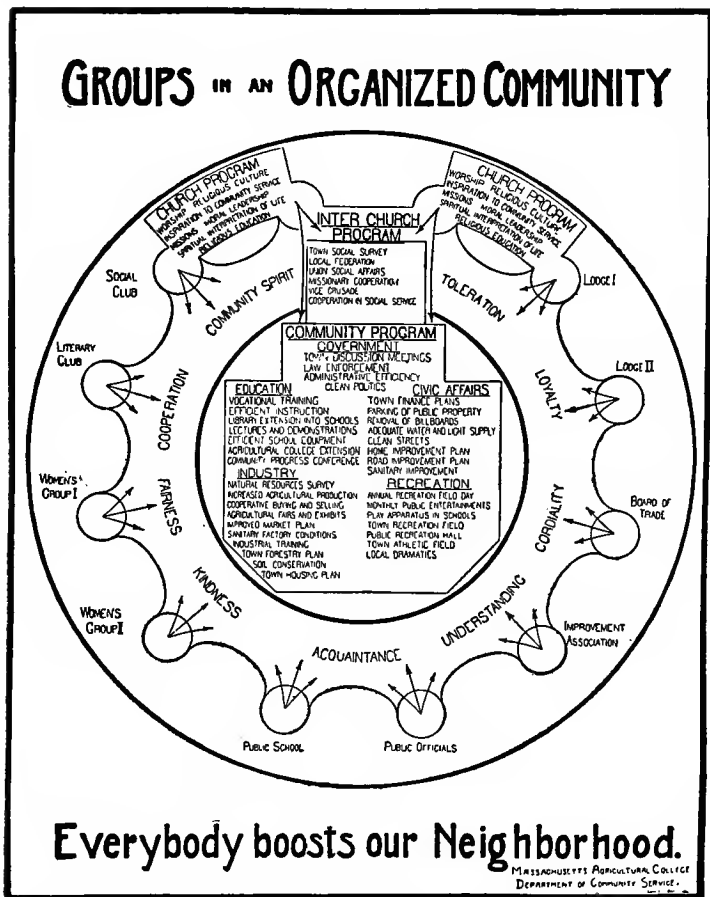 GROUPS IN AN ORGANIZED COMMUNITY
CHURCH PROGRAM
WORSHIP RELIGIOUS CULTURE
INSPIRATION TO COMMUNITY SERVICE
MISSIONS MORAL LEADERSHIP
SPIRITUAL INTERPRETATION OF LIFE
RELIGIOUS EDUCATION
CHURCH PROGRAM
WORSHIP RELIGIOUS CULTURE
INSPIRATION TO COMMUNITY SERVICE
MISSIONS MORAL LEADERSHIP
SPIRITUAL INTERPRETATION OF LIFE
RELIGIOUS EDUCATION
INTER CHURCH
PROGRAM
TOWN SOCIAL SURVEY
LOCAL FEDERATION
UNION SOCIAL AFFAIRS
MISSIONARY COOPERATION
VICE CRUSADE
COOPERATION IN SOCIAL SERVICE
SOCIAL
CLUB
COMMUNITY SPIRIT
TOLERATION
LODGE I
COMMUNITY PROGRAM
GOVERNMENT
TOWN DISCUSSION MEETINGS
LAW ENFORCEMENT
ADMINISTRATIVE EFFICIENCY
CLEAN POLITICS
LITERARY
CLUB
COOPERATION
LOYALTY
LODGE II
EDUCATION
VOCATIONAL TRAINING
EFFICIENT INSTRUCTION
LIBRARY EXTENSION INTO SCHOOLS
LECTURES AND DEMONSTRATIONS
EFFICIENT SCHOOL EQUIPMENT
AGRICULTURAL COLLEGE EXTENSION
COMMUNITY PROGRESS CONFERENCE
CIVIC AFFAIRS
TOWN FINANCE PLANS
PARKING OF PUBLIC PROPERTY
REMOVAL OF BILLBOARDS
ADEQUATE WATER AND LIGHT SUPPLY
CLEAN STREETS
HOME IMPROVEMENT PLAN
ROAD IMPROVEMENT PLAN
SANITARY IMPROVEMENT
INDUSTRY
NATURAL RESOURCES SURVEY
INCREASED AGRICULTURAL PRODUCTION
COOPERATIVE BUYING AND SELLING
AGRICULTURAL FAIRS AND EXHIBITS
IMPROVED MARKET PLAN
SANITARY FACTORY CONDITIONS
INDUSTRIAL TRAINING
TOWN FORESTRY PLAN
SOIL CONSERVATION
TOWN HOUSING PLAN
RECREATION
ANNUAL RECREATION FIELD DAY
MONTHLY PUBLIC ENTERTAINMENTS
PLAY APPARATUS IN SCHOOLS
TOWN RECREATION FIELD
PUBLIC RECREATION HALL
TOWN ATHLETIC FIELD
LOCAL DRAMATICS
WOMEN'S
GROUP I
FAIRNESS
CORDIALITY
BOARD OF
TRADE
WOMEN'S
GROUP II
KINDNESS
UNDERSTANDING
IMPROVEMENT
ASSOCIATION
ACQUAINTANCE
PUBLIC SCHOOL
PUBLIC OFFICIALS
Everybody boosts our Neighborhood.
MASSACHUSETTS AGRICULTURAL COLLEGE
DEPARTMENT OF COMMUNITY SERVICE.